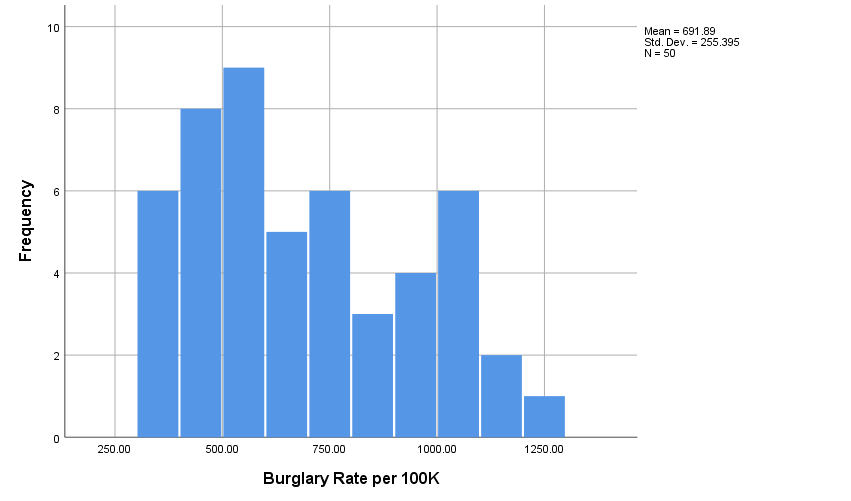 10
8
6
4
2
0
Frequency
250.00 500.00 750.00 1000.00 1250.00
Burglary Rate per 100K
Mean = 691.89
Std. Dev. = 255.395
N = 50